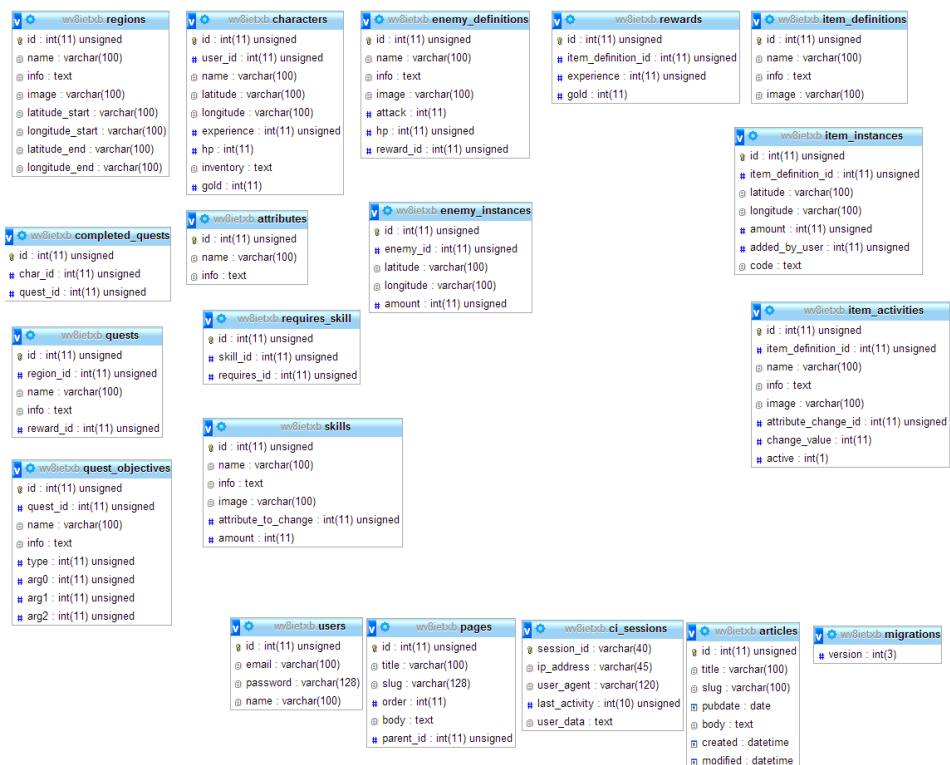 wv8ietxb.regions
id : int(11) unsigned
name : varchar(100)
info : text
image : varchar(100)
latitude_start : varchar(100)
longitude_start : varchar(100)
latitude_end : varchar(100)
longitude_end : varchar(100)
wv8ietxb.characters
id : int(11) unsigned
user_id : int(11) unsigned
name : varchar(100)
latitude : varchar(100)
longitude : varchar(100)
experience : int(11) unsigned
hp : int(11)
inventory : text
gold : int(11)
wv8ietxb.enemy_definitions
id : int(11) unsigned
name : varchar(100)
info : text
image : varchar(100)
attack : int(11)
hp : int(11) unsigned
reward_id : int(11) unsigned
wv8ietxb.rewards
id : int(11) unsigned
item_definition_id : int(11) unsigned
experience : int(11) unsigned
gold : int(11)
wv8ietxb.item_definitions
id : int(11) unsigned
name : varchar(100)
info : text
image : varchar(100)
wv8ietxb.item_instances
id : int(11) unsigned
item_definition_id : int(11) unsigned
latitude : varchar(100)
longitude : varchar(100)
amount : int(11) unsigned
added_by_user : int(11) unsigned
code : text
wv8ietxb.completed_quests
id : int(11) unsigned
char_id : int(11) unsigned
quest_id : int(11) unsigned
wv8ietxb.attributes
id : int(11) unsigned
name : varchar(100)
info : text
wv8ietxb.enemy_instances
id : int(11) unsigned
enemy_id : int(11) unsigned
latitude : varchar(100)
longitude : varchar(100)
amount : int(11) unsigned
wv8ietxb.quests
id : int(11) unsigned
region_id : int(11) unsigned
name : varchar(100)
info : text
reward_id : int(11) unsigned
wv8ietxb.requires_skill
id : int(11) unsigned
skill_id : int(11) unsigned
requires_id : int(11) unsigned
wv8ietxb.item_activities
id : int(11) unsigned
item_definition_id : int(11) unsigned
name : varchar(100)
info : text
image : varchar(100)
attribute_change_id : int(11) unsigned
change_value : int(11)
active : int(1)
wv8ietxb.quest_objectives
id : int(11) unsigned
quest_id : int(11) unsigned
name : varchar(100)
info : text
type : int(11) unsigned
arg0 : int(11) unsigned
arg1 : int(11) unsigned
arg2 : int(11) unsigned
wv8ietxb.skills
id : int(11) unsigned
name : varchar(100)
info : text
image : varchar(100)
attribute_to_change : int(11) unsigned
amount : int(11)
wv8ietxb.users
id : int(11) unsigned
email : varchar(100)
password : varchar(128)
name : varchar(100)
wv8ietxb.pages
id : int(11) unsigned
title : varchar(100)
slug : varchar(128)
order : int(11)
body : text
parent_id : int(11) unsigned
wv8ietxb.ci_sessions
session_id : varchar(40)
ip_address : varchar(45)
user_agent : varchar(120)
last_activity : int(10) unsigned
user_data : text
wv8ietxb.articles
id : int(11) unsigned
title : varchar(100)
slug : varchar(100)
pubdate : date
body : text
created : datetime
modified : datetime
wv8ietxb.migrations
version : int(3)